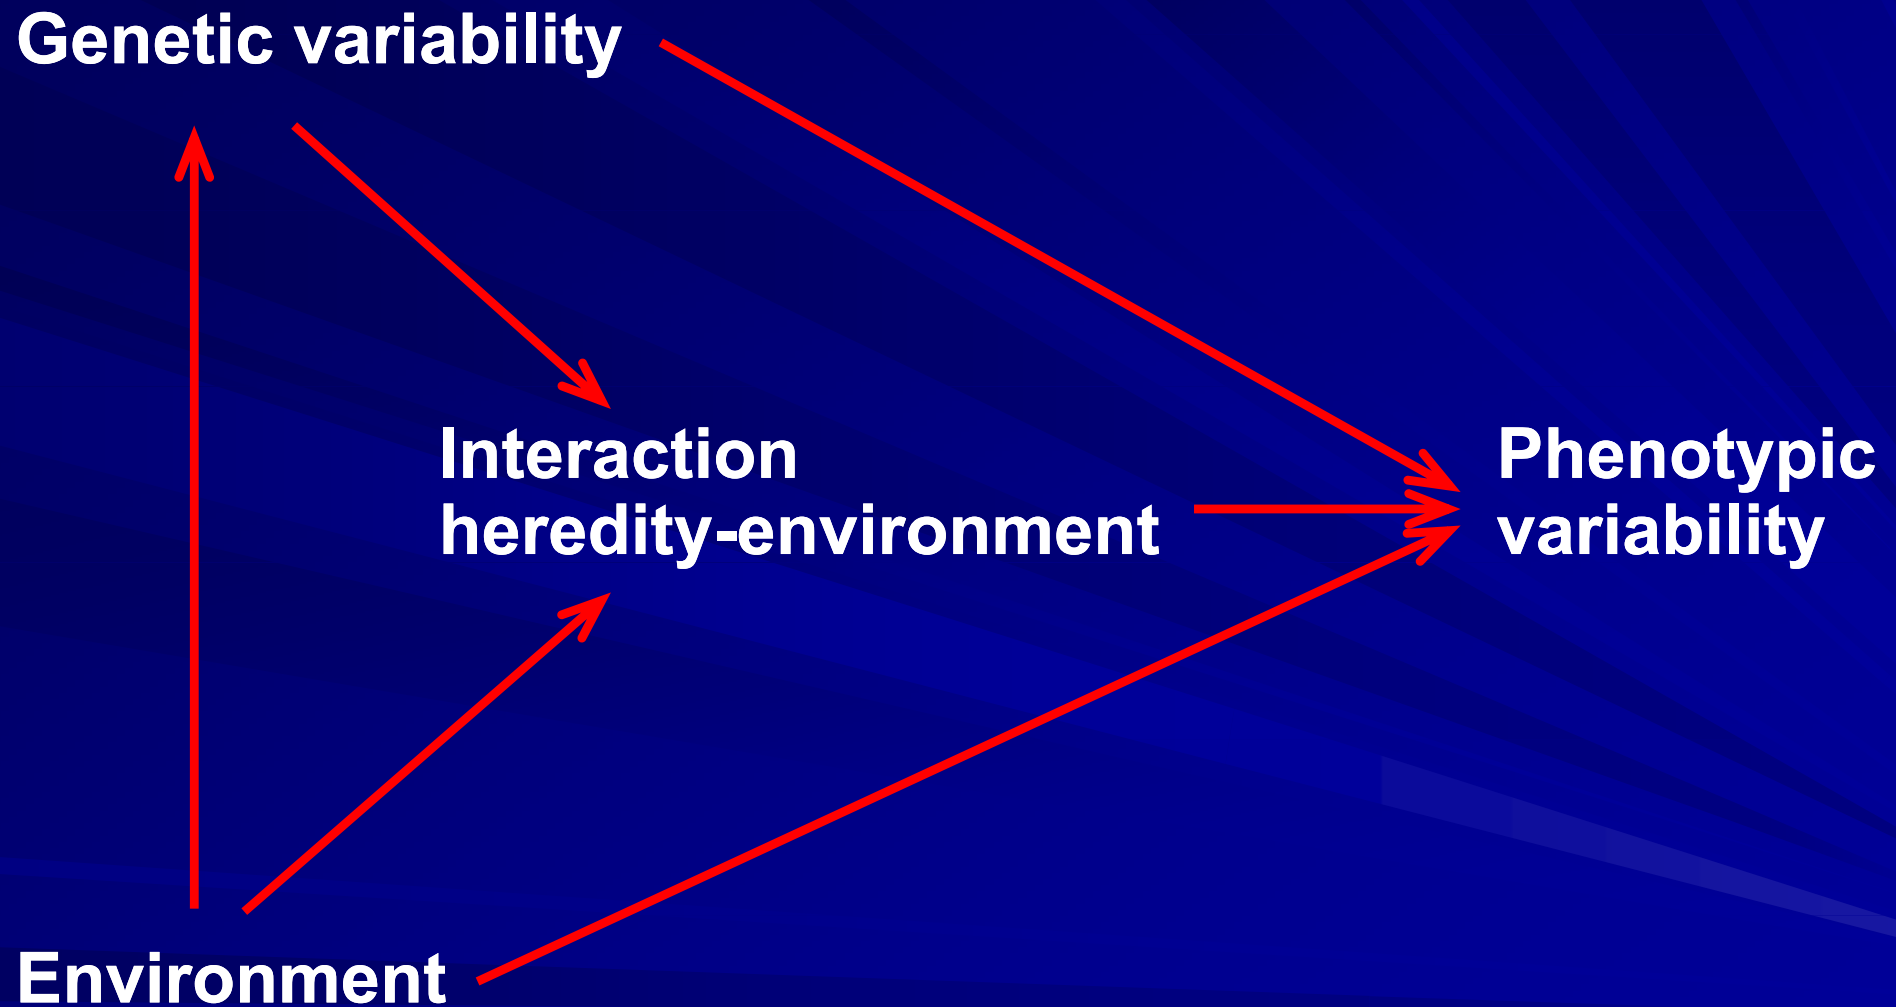 Genetic variability
Interaction
heredity-environment
Phenotypic
variability
Environment